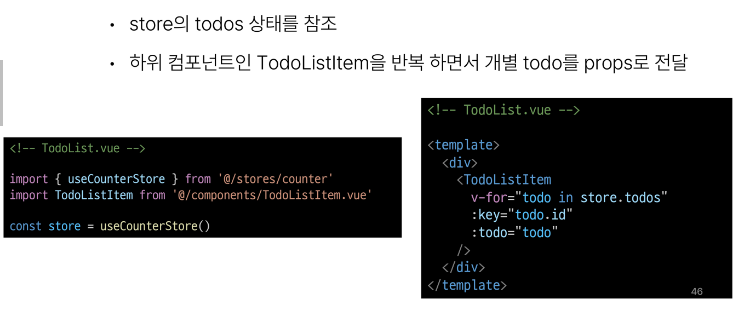 • store의 todos 상태를 참조
• 하위 컴포넌트인 TodoListItem을 반복 하면서 개별 todo를 props로 전달
<!-- TodoList.vue -->
import { useCounterStore } from '@/stores/counter'
import TodoListItem from '@/components/TodoListItem.vue'
const store = useCounterStore()
<!-- TodoList.vue -->
<template>
<div>
<TodoListItem
v-for="todo in store.todos"
:key="todo.id"
:todo="todo"
/>
</div>
</template>
46